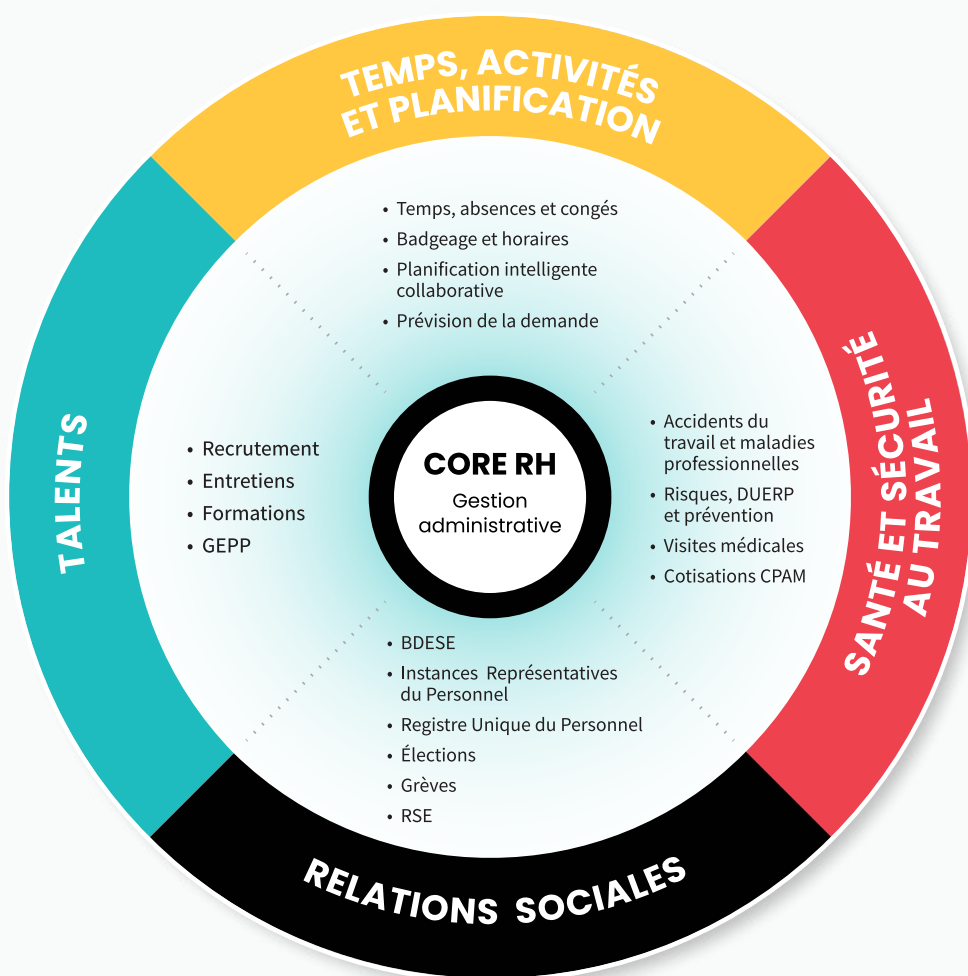 TEMPS, ACTIVITÉS
ET PLANIFICATION
• Temps, absences et congés
• Badgeage et horaires
• Planification intelligente
collaborative
• Prévision de la demande
TALENTS
• Recrutement
• Entretiens
• Formations
• GEPP
CORE RH
Gestion
administrative
• Accidents du
travail et maladies
professionnelles
• Risques, DUERP
et prévention
• Visites médicales
• Cotisations CPAM
SANTÉ ET SÉCURITÉ
AU TRAVAIL
• BDESE
• Instances Représentatives
du Personnel
• Registre Unique du Personnel
• Élections
• Grèves
• RSE
RELATIONS SOCIALES